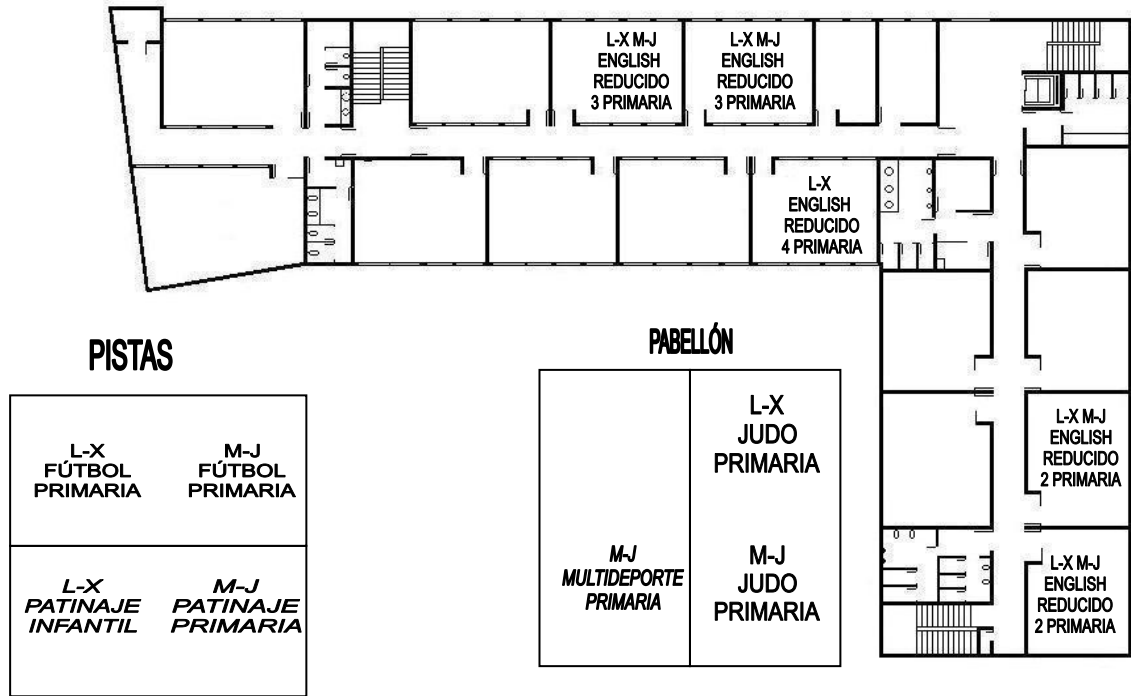 L-X M-J
ENGLISH
REDUCIDO
3 PRIMARIA
L-X M-J
ENGLISH
REDUCIDO
3 PRIMARIA
L-X
ENGLISH
REDUCIDO
4 PRIMARIA
PISTAS
L-X
FÚTBOL
PRIMARIA
M-J
FÚTBOL
PRIMARIA
L-X
PATINAJE
INFANTIL
M-J
PATINAJE
PRIMARIA
PABELLÓN
M-J
MULTIDEPORTE
PRIMARIA
L-X
JUDO
PRIMARIA
M-J
JUDO
PRIMARIA
L-X M-J
ENGLISH
REDUCIDO
2 PRIMARIA
L-X M-J
ENGLISH
REDUCIDO
2 PRIMARIA